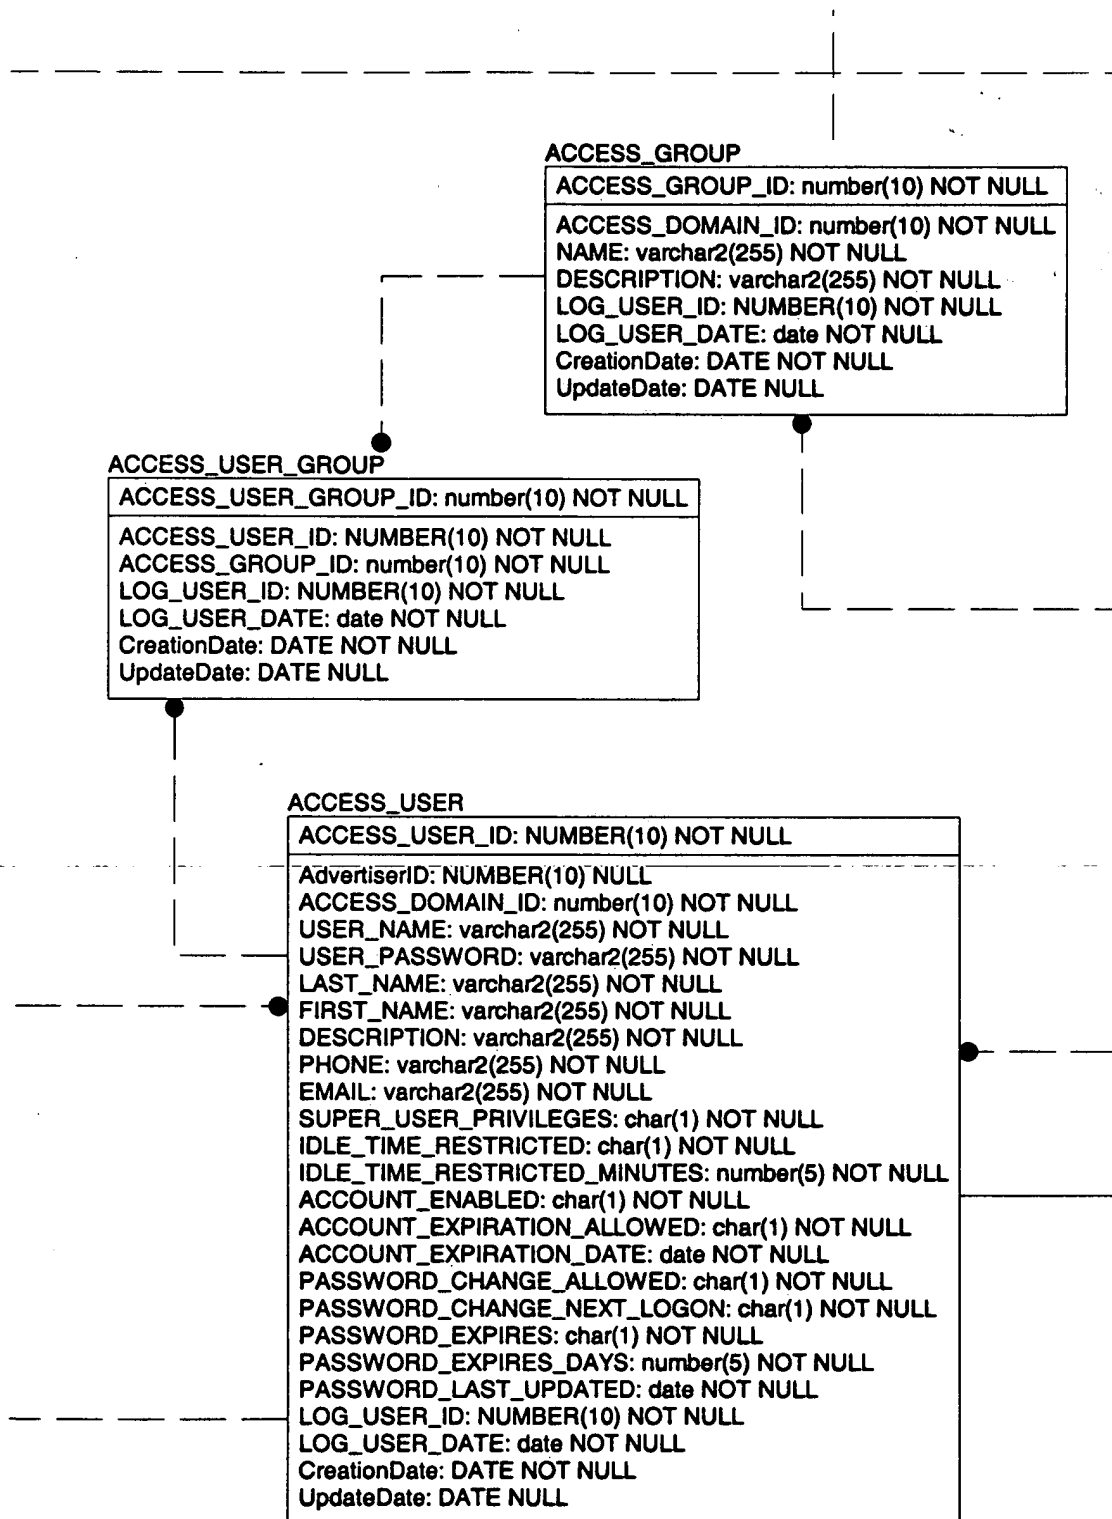 ACCESS_GROUP
ACCESS_GROUP_ID: number(10) NOT NULL
ACCESS_DOMAIN_ID: number(10) NOT NULL
NAME: varchar2(255) NOT NULL
DESCRIPTION: varchar2(255) NOT NULL
LOG_USER_ID: NUMBER(10) NOT NULL
LOG_USER_DATE: date NOT NULL
CreationDate: DATE NOT NULL
UpdateDate: DATE NULL
ACCESS_USER_GROUP
ACCESS_USER_GROUP_ID: number(10) NOT NULL
ACCESS_USER_ID: NUMBER(10) NOT NULL
ACCESS_GROUP_ID: number(10) NOT NULL
LOG_USER_ID: NUMBER(10) NOT NULL
LOG_USER_DATE: date NOT NULL
CreationDate: DATE NOT NULL
UpdateDate: DATE NULL
ACCESS_USER
ACCESS_USER_ID: NUMBER(10) NOT NULL
AdvertiserID: NUMBER(10) NULL
ACCESS_DOMAIN_ID: number(10) NOT NULL
USER_NAME: varchar2(255) NOT NULL
USER_PASSWORD: varchar2(255) NOT NULL
LAST_NAME: varchar2(255) NOT NULL
FIRST_NAME: varchar2(255) NOT NULL
DESCRIPTION: varchar2(255) NOT NULL
PHONE: varchar2(255) NOT NULL
EMAIL: varchar2(255) NOT NULL
SUPER_USER_PRIVILEGES: char(1) NOT NULL
IDLE_TIME_RESTRICTED: char(1) NOT NULL
IDLE_TIME_RESTRICTED_MINUTES: number(5) NOT NULL
ACCOUNT_ENABLED: char(1) NOT NULL
ACCOUNT_EXPIRATION_ALLOWED: char(1) NOT NULL
ACCOUNT_EXPIRATION_DATE: date NOT NULL
PASSWORD_CHANGE_ALLOWED: char(1) NOT NULL
PASSWORD_CHANGE_NEXT_LOGON: char(1) NOT NULL
PASSWORD_EXPIRES: char(1) NOT NULL
PASSWORD_EXPIRES_DAYS: number(5) NOT NULL
PASSWORD_LAST_UPDATED: date NOT NULL
LOG_USER_ID: NUMBER(10) NOT NULL
LOG_USER_DATE: date NOT NULL
CreationDate: DATE NOT NULL
UpdateDate: DATE NULL